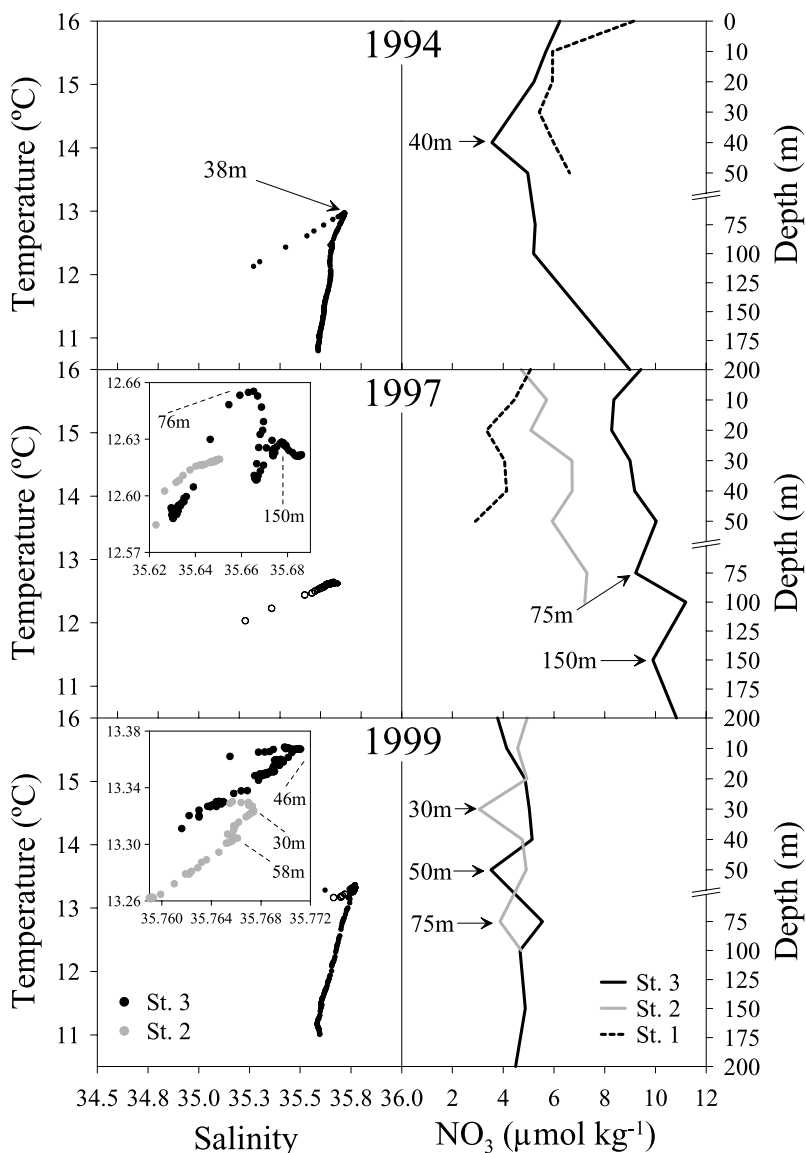 1994
Temperature (ºC)
16
15
14
13
12
11
38m
40m
0
10
20
30
40
50
75
100
125
150
175
200
Depth (m)
1997
Temperature (ºC)
16
15
14
13
12
11
12.66
12.63
12.60
12.57
35.62
35.64
35.66
35.68
76m
150m
75m
150m
10
20
30
40
50
75
100
125
150
175
200
Depth (m)
1999
Temperature (ºC)
16
15
14
13
12
11
13.38
13.34
13.30
13.26
35.760
35.764
35.768
35.772
46m
30m
58m
30m
50m
75m
10
20
30
40
50
75
100
125
150
175
200
Depth (m)
St. 3
St. 2
St. 3
St. 2
St. 1
34.5 34.8 35.0 35.3 35.5 35.8 36.0 2 4 6 8 10 12
Salinity
NO3 (µmol kg-1)